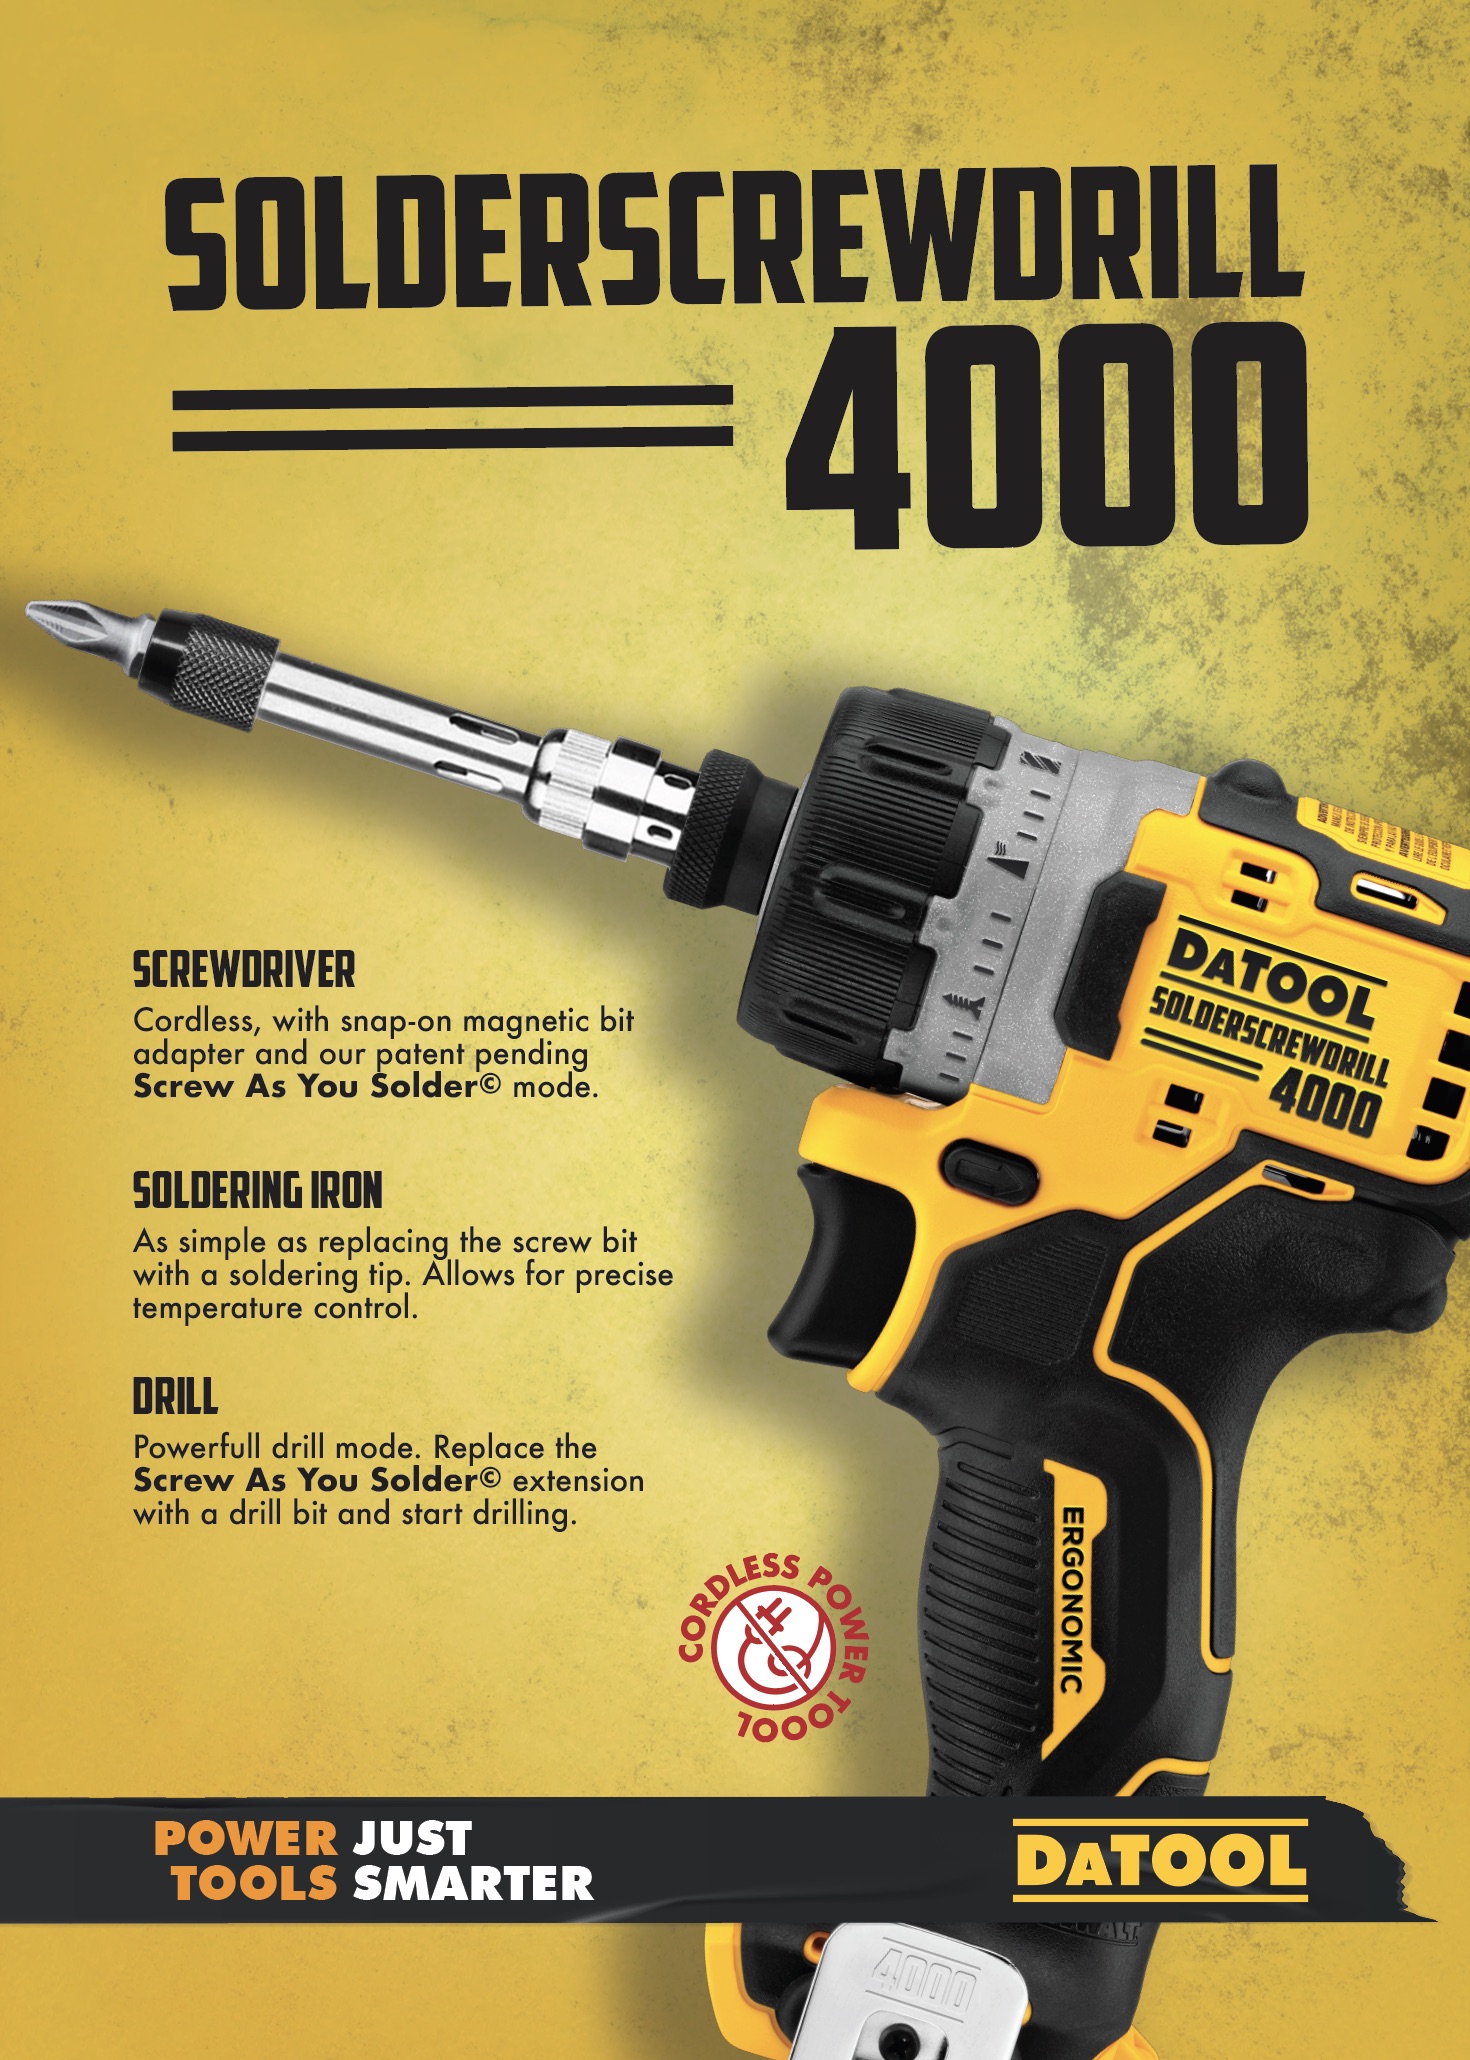 SOLDERSCREWDRILL
4000
DATOOL
SOLDERSCREWDRILL
4000
SCREWDRIVER
Cordless, with snap-on magnetic bit
adapter and our patent pending
Screw As You Solder© mode.
SOLDERING IRON
As simple as replacing the screw bit
with a soldering tip. Allows for precise
temperature control.
DRILL
Powerfull drill mode. Replace the
Screw As You Solder© extension
with a drill bit and start drilling.
ERGONOMIC
CORDLESS POWER TOOOL
POWER JUST
TOOLS SMARTER
DATOOL
4000